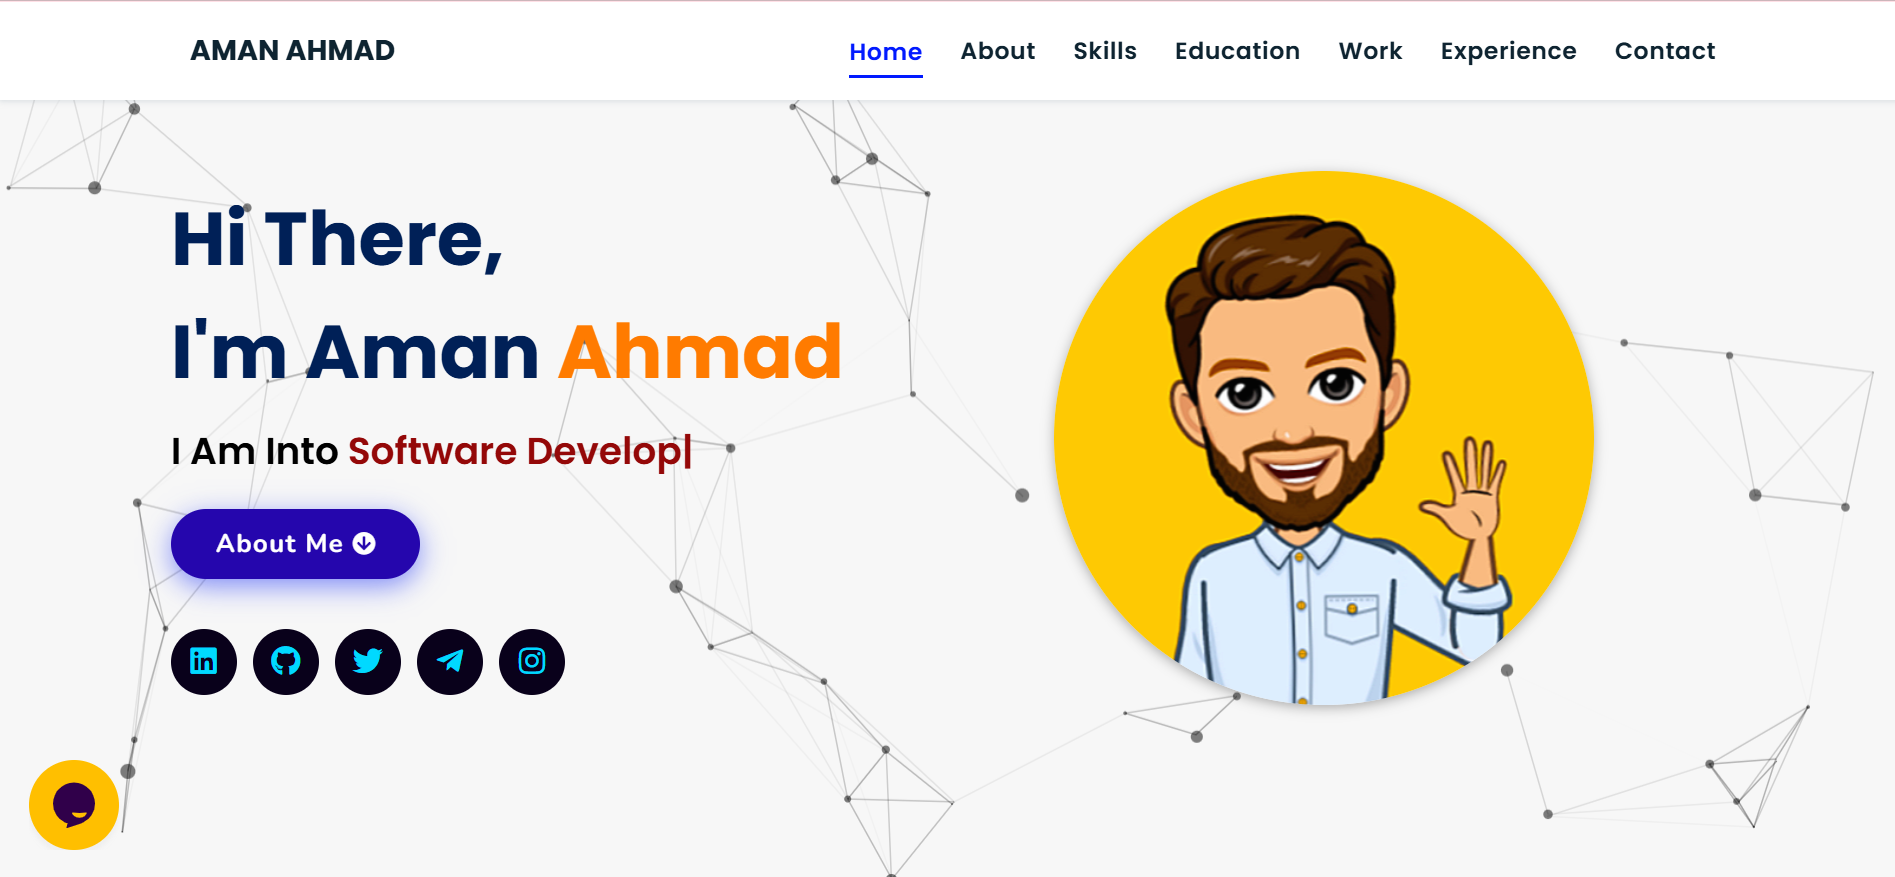 AMAN AHMAD
Home About Skills Education Work Experience Contact
Hi There,
I'm Aman Ahmad
I Am Into Software Develop|
About Me